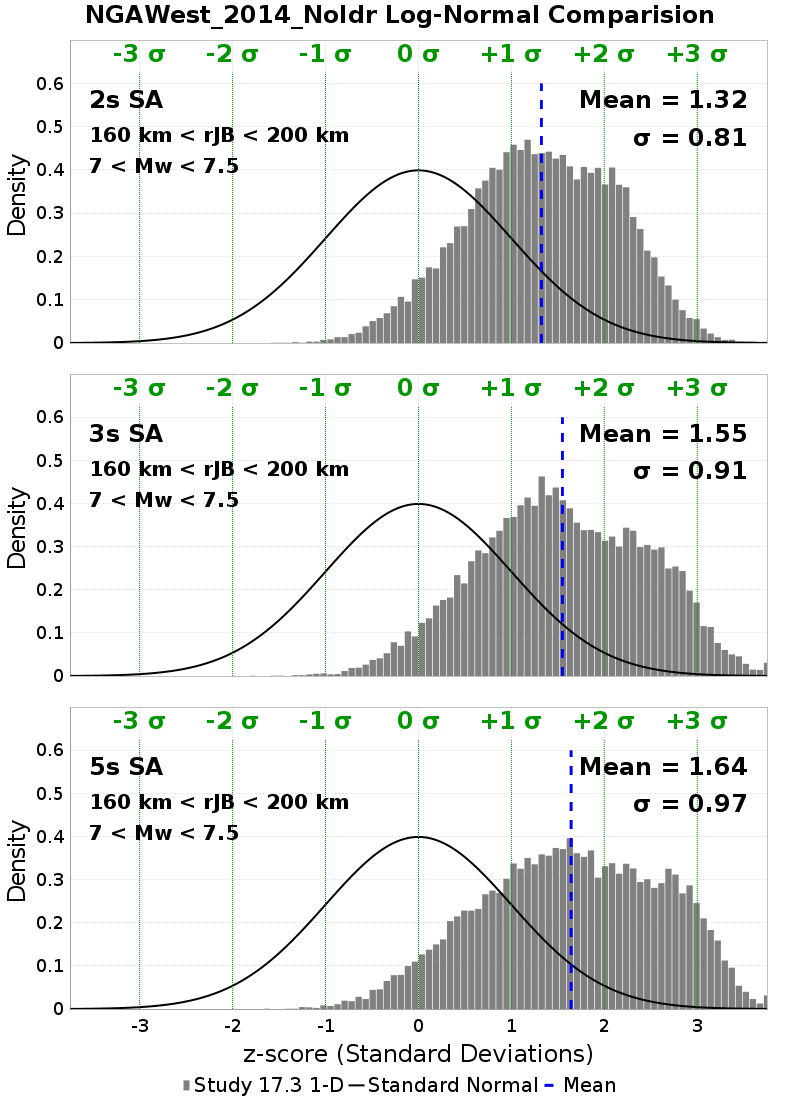 NGAWest_2014_NoIdr Log-Normal Comparision
-3 σ -2 σ -1 σ 0 σ +1 σ +2 σ +3 σ
2s SA
Mean = 1.32
160 km < rJB < 200 km
σ = 0.81
7 < Mw < 7.5
Density
0.6
0.5
0.4
0.3
0.2
0.1
0
-3 σ -2 σ -1 σ 0 σ +1 σ +2 σ +3 σ
3s SA
Mean = 1.55
160 km < rJB < 200 km
σ = 0.91
7 < Mw < 7.5
Density
0.6
0.5
0.4
0.3
0.2
0.1
0
-3 σ -2 σ -1 σ 0 σ +1 σ +2 σ +3 σ
5s SA
Mean = 1.64
160 km < rJB < 200 km
σ = 0.97
7 < Mw < 7.5
Density
0.6
0.5
0.4
0.3
0.2
0.1
0
-3 -2 -1 0 1 2 3
z-score (Standard Deviations)
Study 17.3 1-D Standard Normal Mean